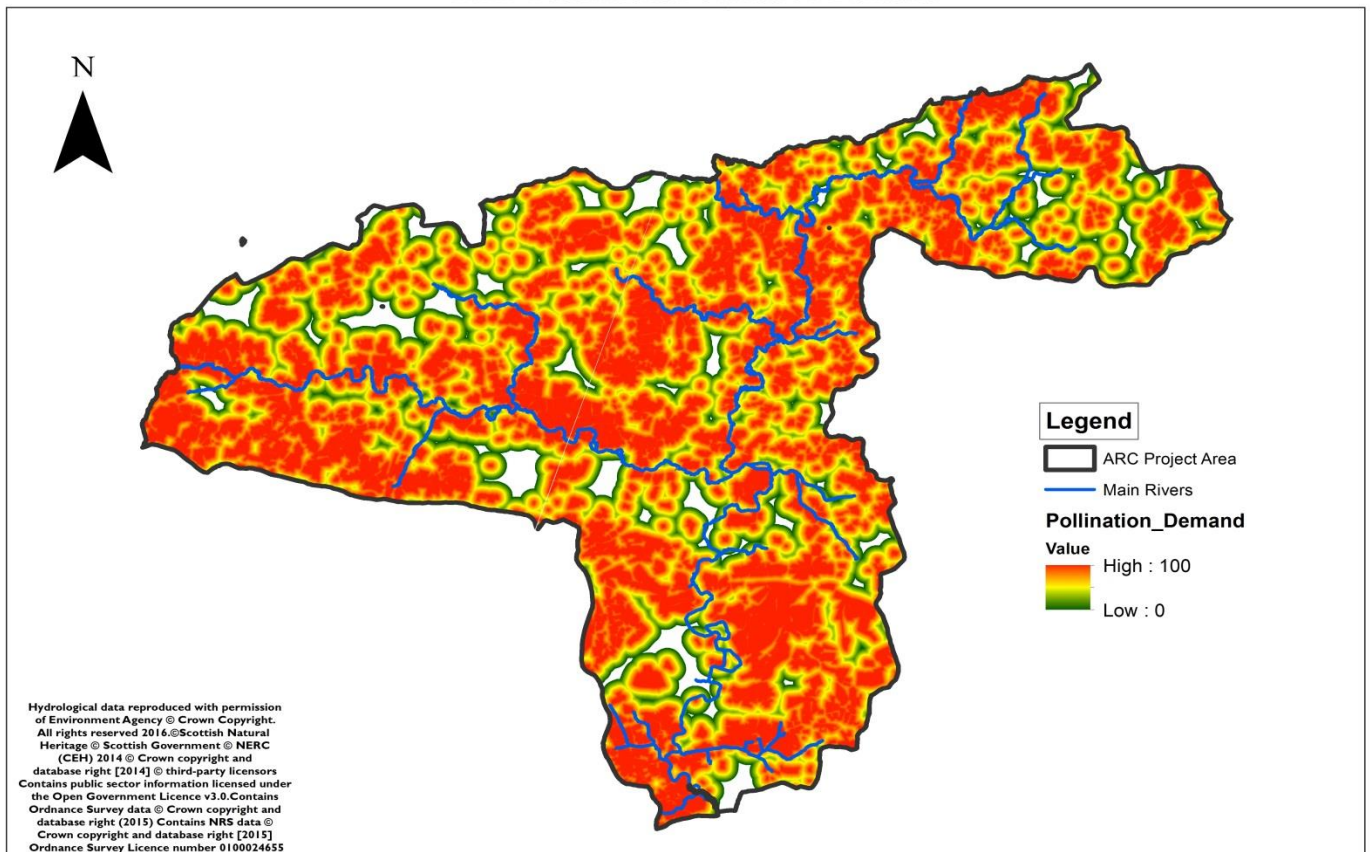 N
Legend
ARC Project Area
Main Rivers
Pollination_Demand
Value
High : 100
Low : 0
Hydrological data reproduced with permission
of Environment Agency © Crown Copyright.
All rights reserved 2016.©Scottish Natural
Heritage © Scottish Government © NERC
(CEH) 2014 © Crown copyright and
database right [2014] © third-party licensors
Contains public sector information licensed under
the Open Government Licence v3.0.Contains
Ordnance Survey data © Crown copyright and
database right (2015) Contains NRS data ©
Crown copyright and database right [2015]
Ordnance Survey Licence number 0100024655